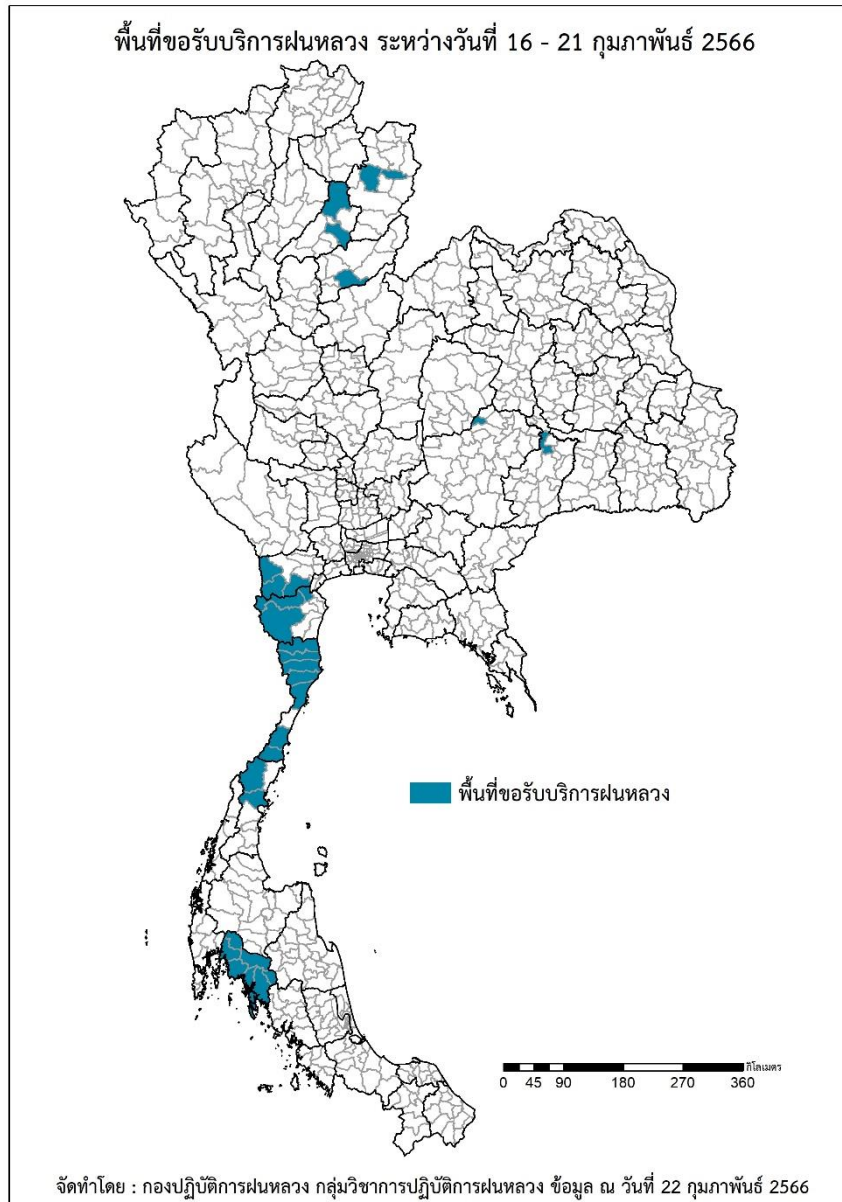 พื้นที่ขอรับบริการฝนหลวง ระหว่างวันที่ 16 - 21 กุมภาพันธ์ 2566
พื้นที่ขอรับบริการฝนหลวง
กิโลเมตร
0 45 90 180 270 360
จัดทำโดย : กองปฏิบัติการฝนหลวง กลุ่มวิชาการปฏิบัติการฝนหลวง ข้อมูล ณ วันที่ 22 กุมภาพันธ์ 2566